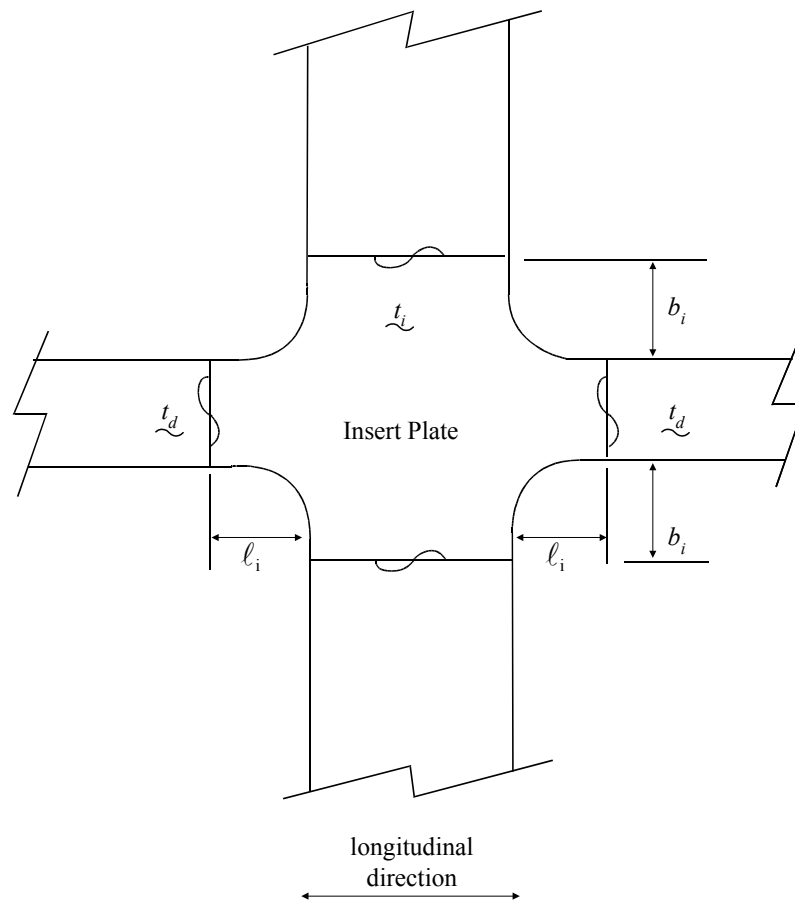 t_i
b_i
t_d
t_d
Insert Plate
b_i
ℓ_i
ℓ_i
longitudinal
direction